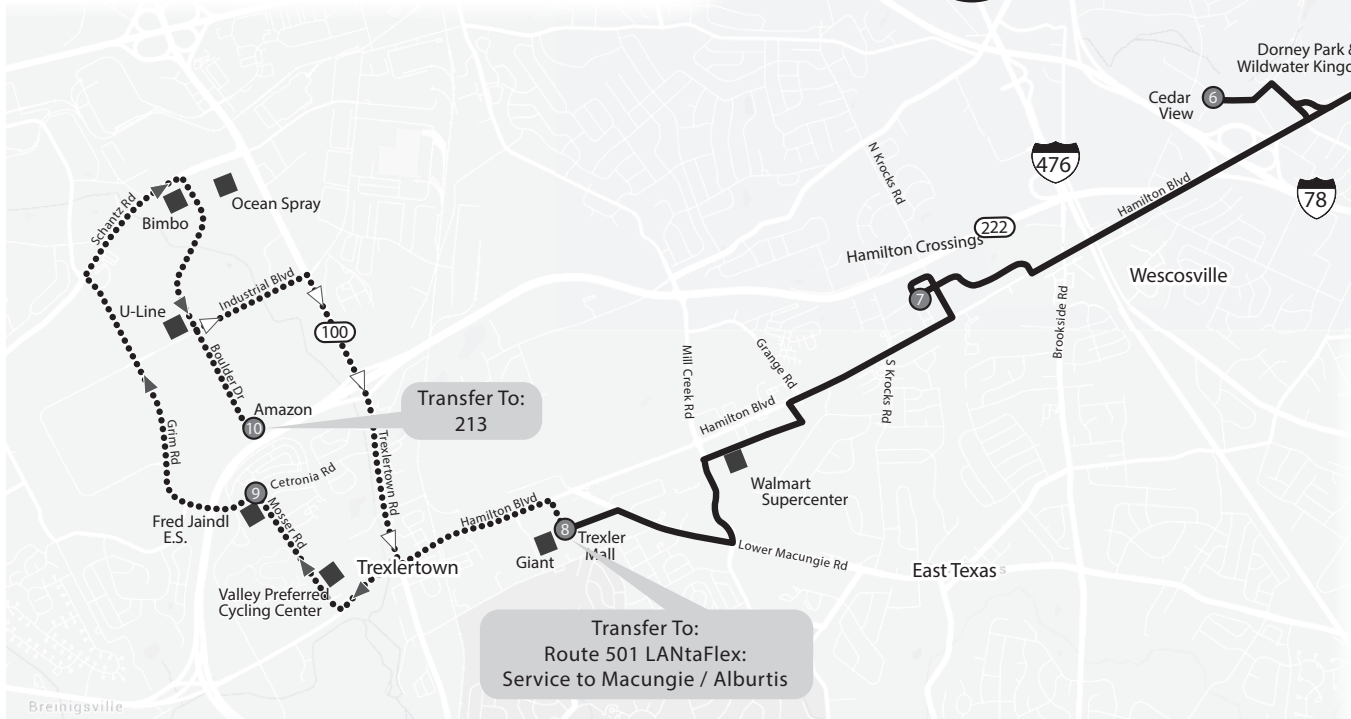 Dorney Park &
Wildwater
Cedar
View
6
476
78
N Krocks Rd
Hamilton Blvd
222
Hamilton Crossings
7
Wescosville
Schantz Rd
Bimbo
Ocean Spray
U-Line
Industrial Blvd
100
Boulder Dr
Brookside Rd
Mill Creek Rd
Grange Rd
S Krocks Rd
Amazon
10
Transfer To:
213
Hamilton Blvd
Grim Rd
Trexlertown Rd
9
Cetronia Rd
Walmart
Supercenter
Fred Jaindl
E.S.
Mosser Rd
Hamilton Blvd
8
Trexler
Mall
Giant
Lower Macungie Rd
Trexlertown
East Texas
Valley Preferred
Cycling Center
Transfer To:
Route 501 LANtaFlex:
Service to Macungie / Alburtis
Breinigsville